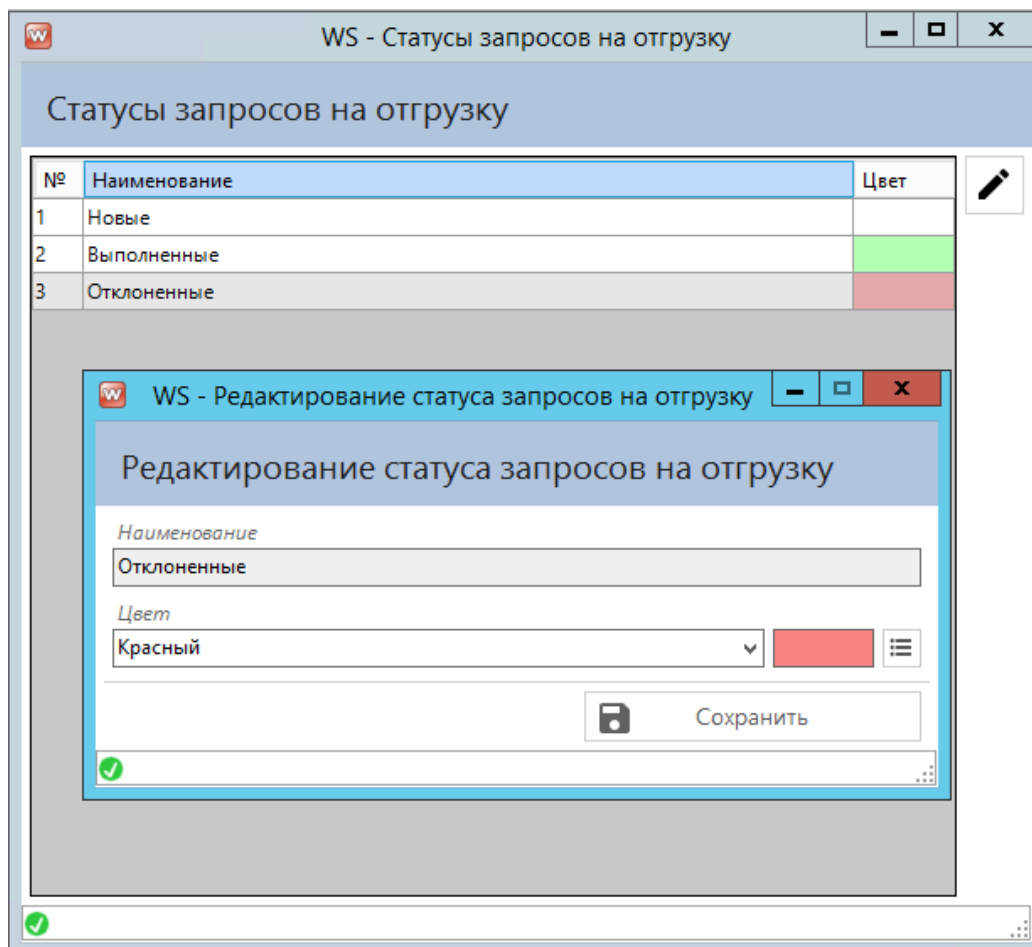 WS - Статусы запросов на отгрузку
Статусы запросов на отгрузку
№ Наименование Цвет
1 Новые
2 Выполненные
3 Отклоненные
WS - Редактирование статуса запросов на отгрузку
Редактирование статуса запросов на отгрузку
Наименование
Отклоненные
Цвет
Красный
Сохранить